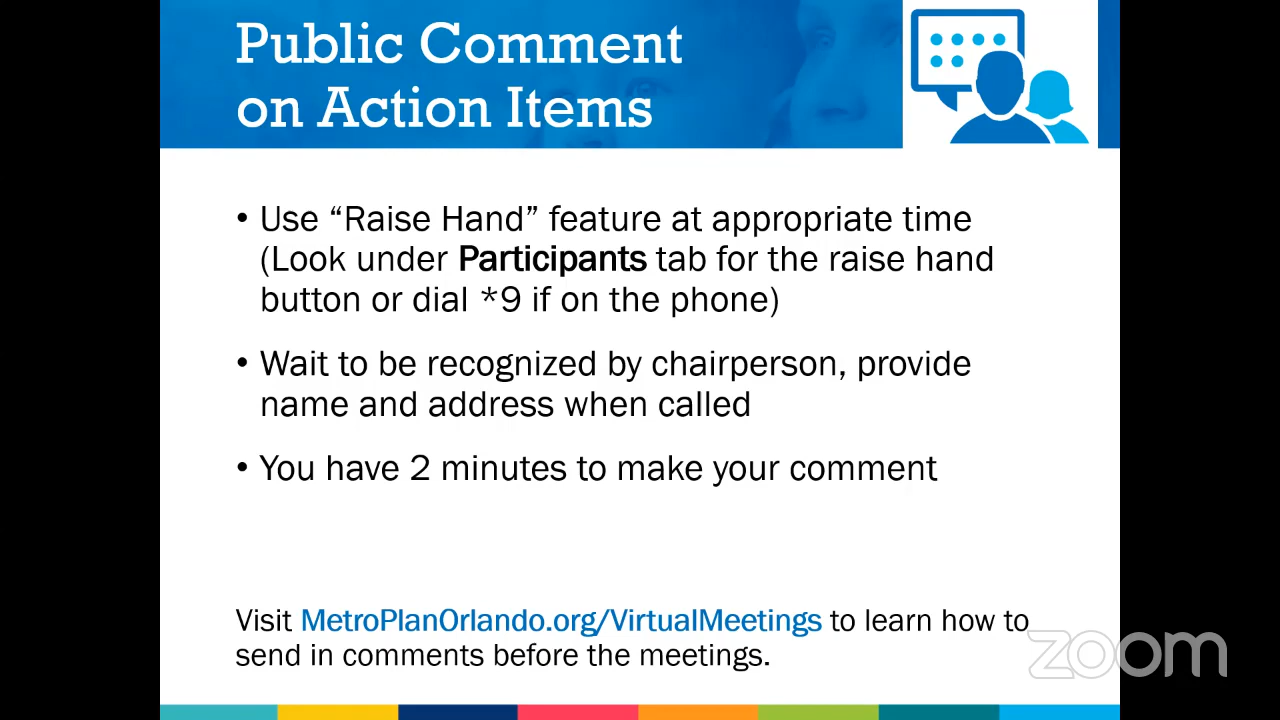 Public Comment
on Action Items
• Use “Raise Hand” feature at appropriate time
(Look under Participants tab for the raise hand
button or dial *9 if on the phone)
• Wait to be recognized by chairperson, provide
name and address when called
• You have 2 minutes to make your comment
Visit MetroPlanOrlando.org/VirtualMeetings to learn how to
send in comments before the meetings.
zoom